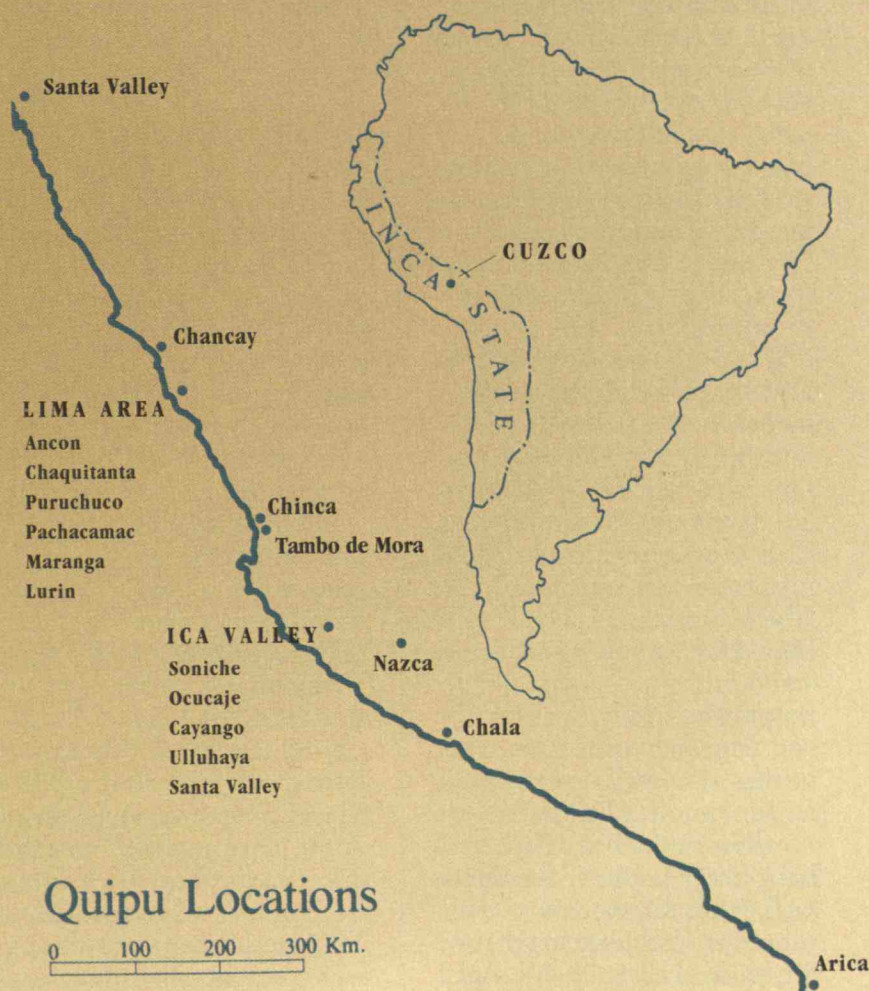 Santa Valley
INCA STATE
CUZCO
Chancay
LIMA AREA
Ancon
Chaquitanta
Puruchuco
Pachacamac
Maranga
Lurin
Chinca
Tambo de Mora
ICA VALLEY
Soniche
Ocucaje
Cayango
Ulluhaya
Santa Valley
Nazca
Chala
Quipu Locations
0 100 200 300 Km.
Arica